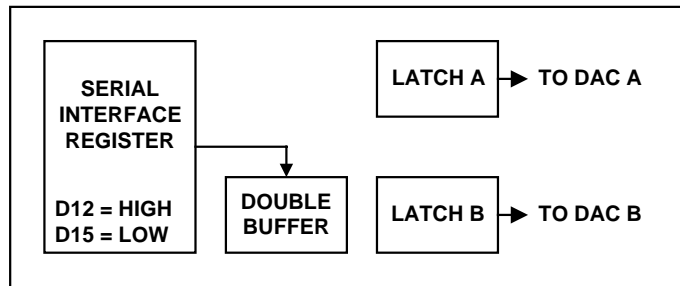 SERIAL
INTERFACE
REGISTER
D12 = HIGH
D15 = LOW
DOUBLE
BUFFER
LATCH A
TO DAC A
LATCH B
TO DAC B